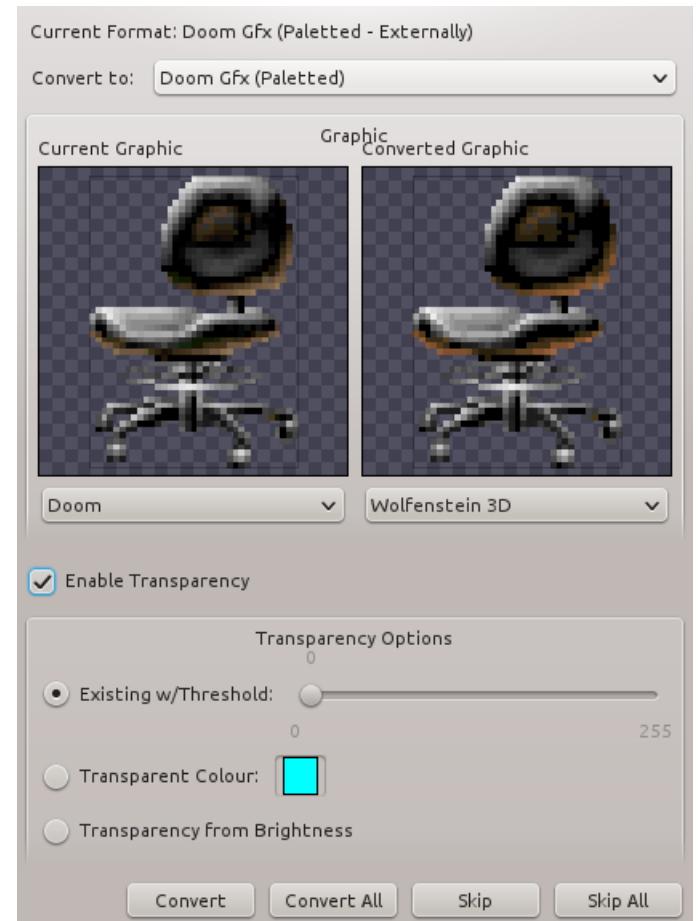 Current Format: Doom Gfx (Paletted - Externally)
Convert to: Doom Gfx (Paletted)
Graphic
Current Graphic Converted Graphic
Doom Wolfenstein 3D
Enable Transparency
Transparency Options
0
Existing w/Threshold:
0 255
Transparent Colour:
Transparency from Brightness
Convert Convert All Skip Skip All